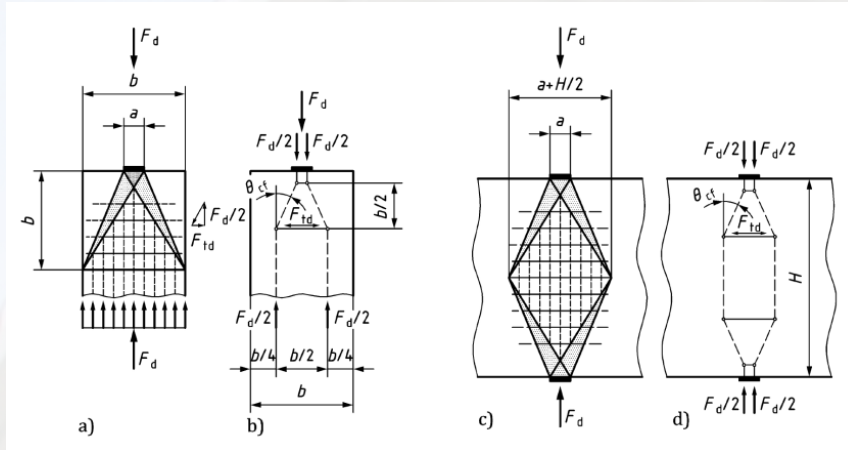 F_d
b
a
b
F_d/2
F_td
F_d
a)
F_d
F_d/2 F_d/2
θ_cf
F_td
b/2
F_d/2 F_d/2
b/4 b/2 b/4
b
b)
F_d
a+H/2
a
F_d
c)
F_d/2 F_d/2
θ_cf
F_td
H
F_d/2 F_d/2
d)